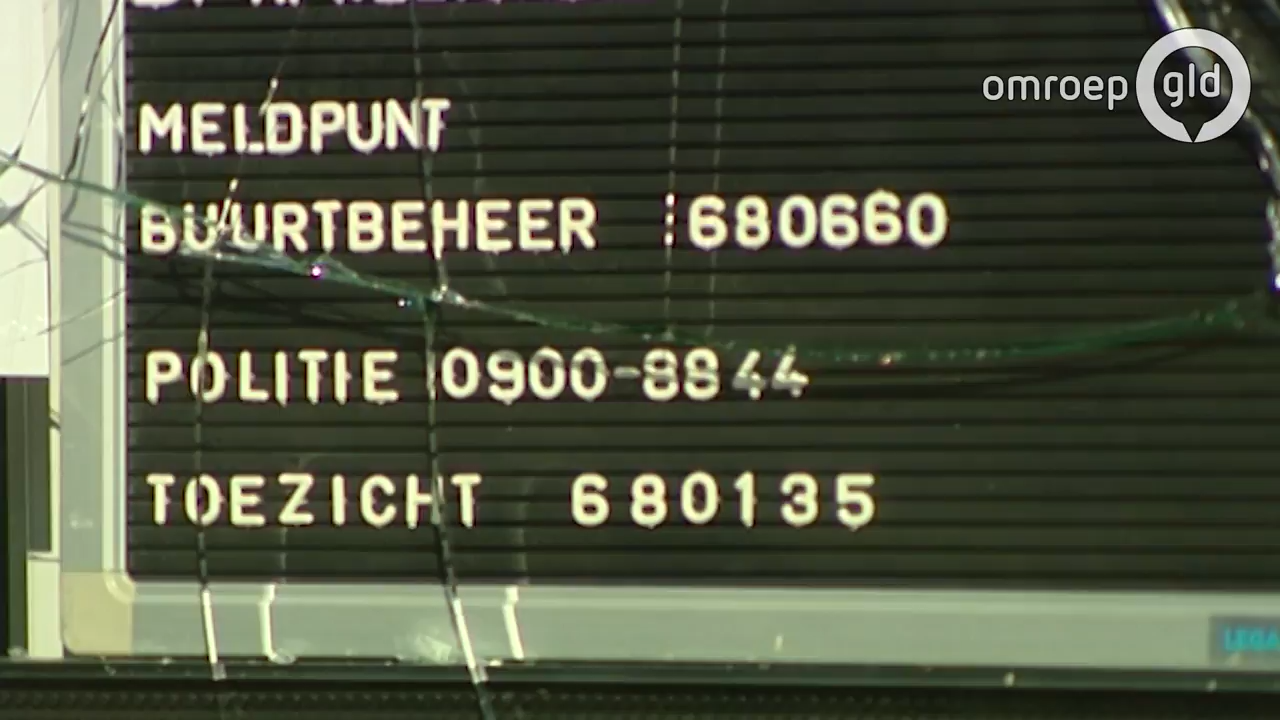 omroep gld
MELDPUNT
BUURTBEHEER :680660
POLITIE 0900-8844
TOEZICHT 680135